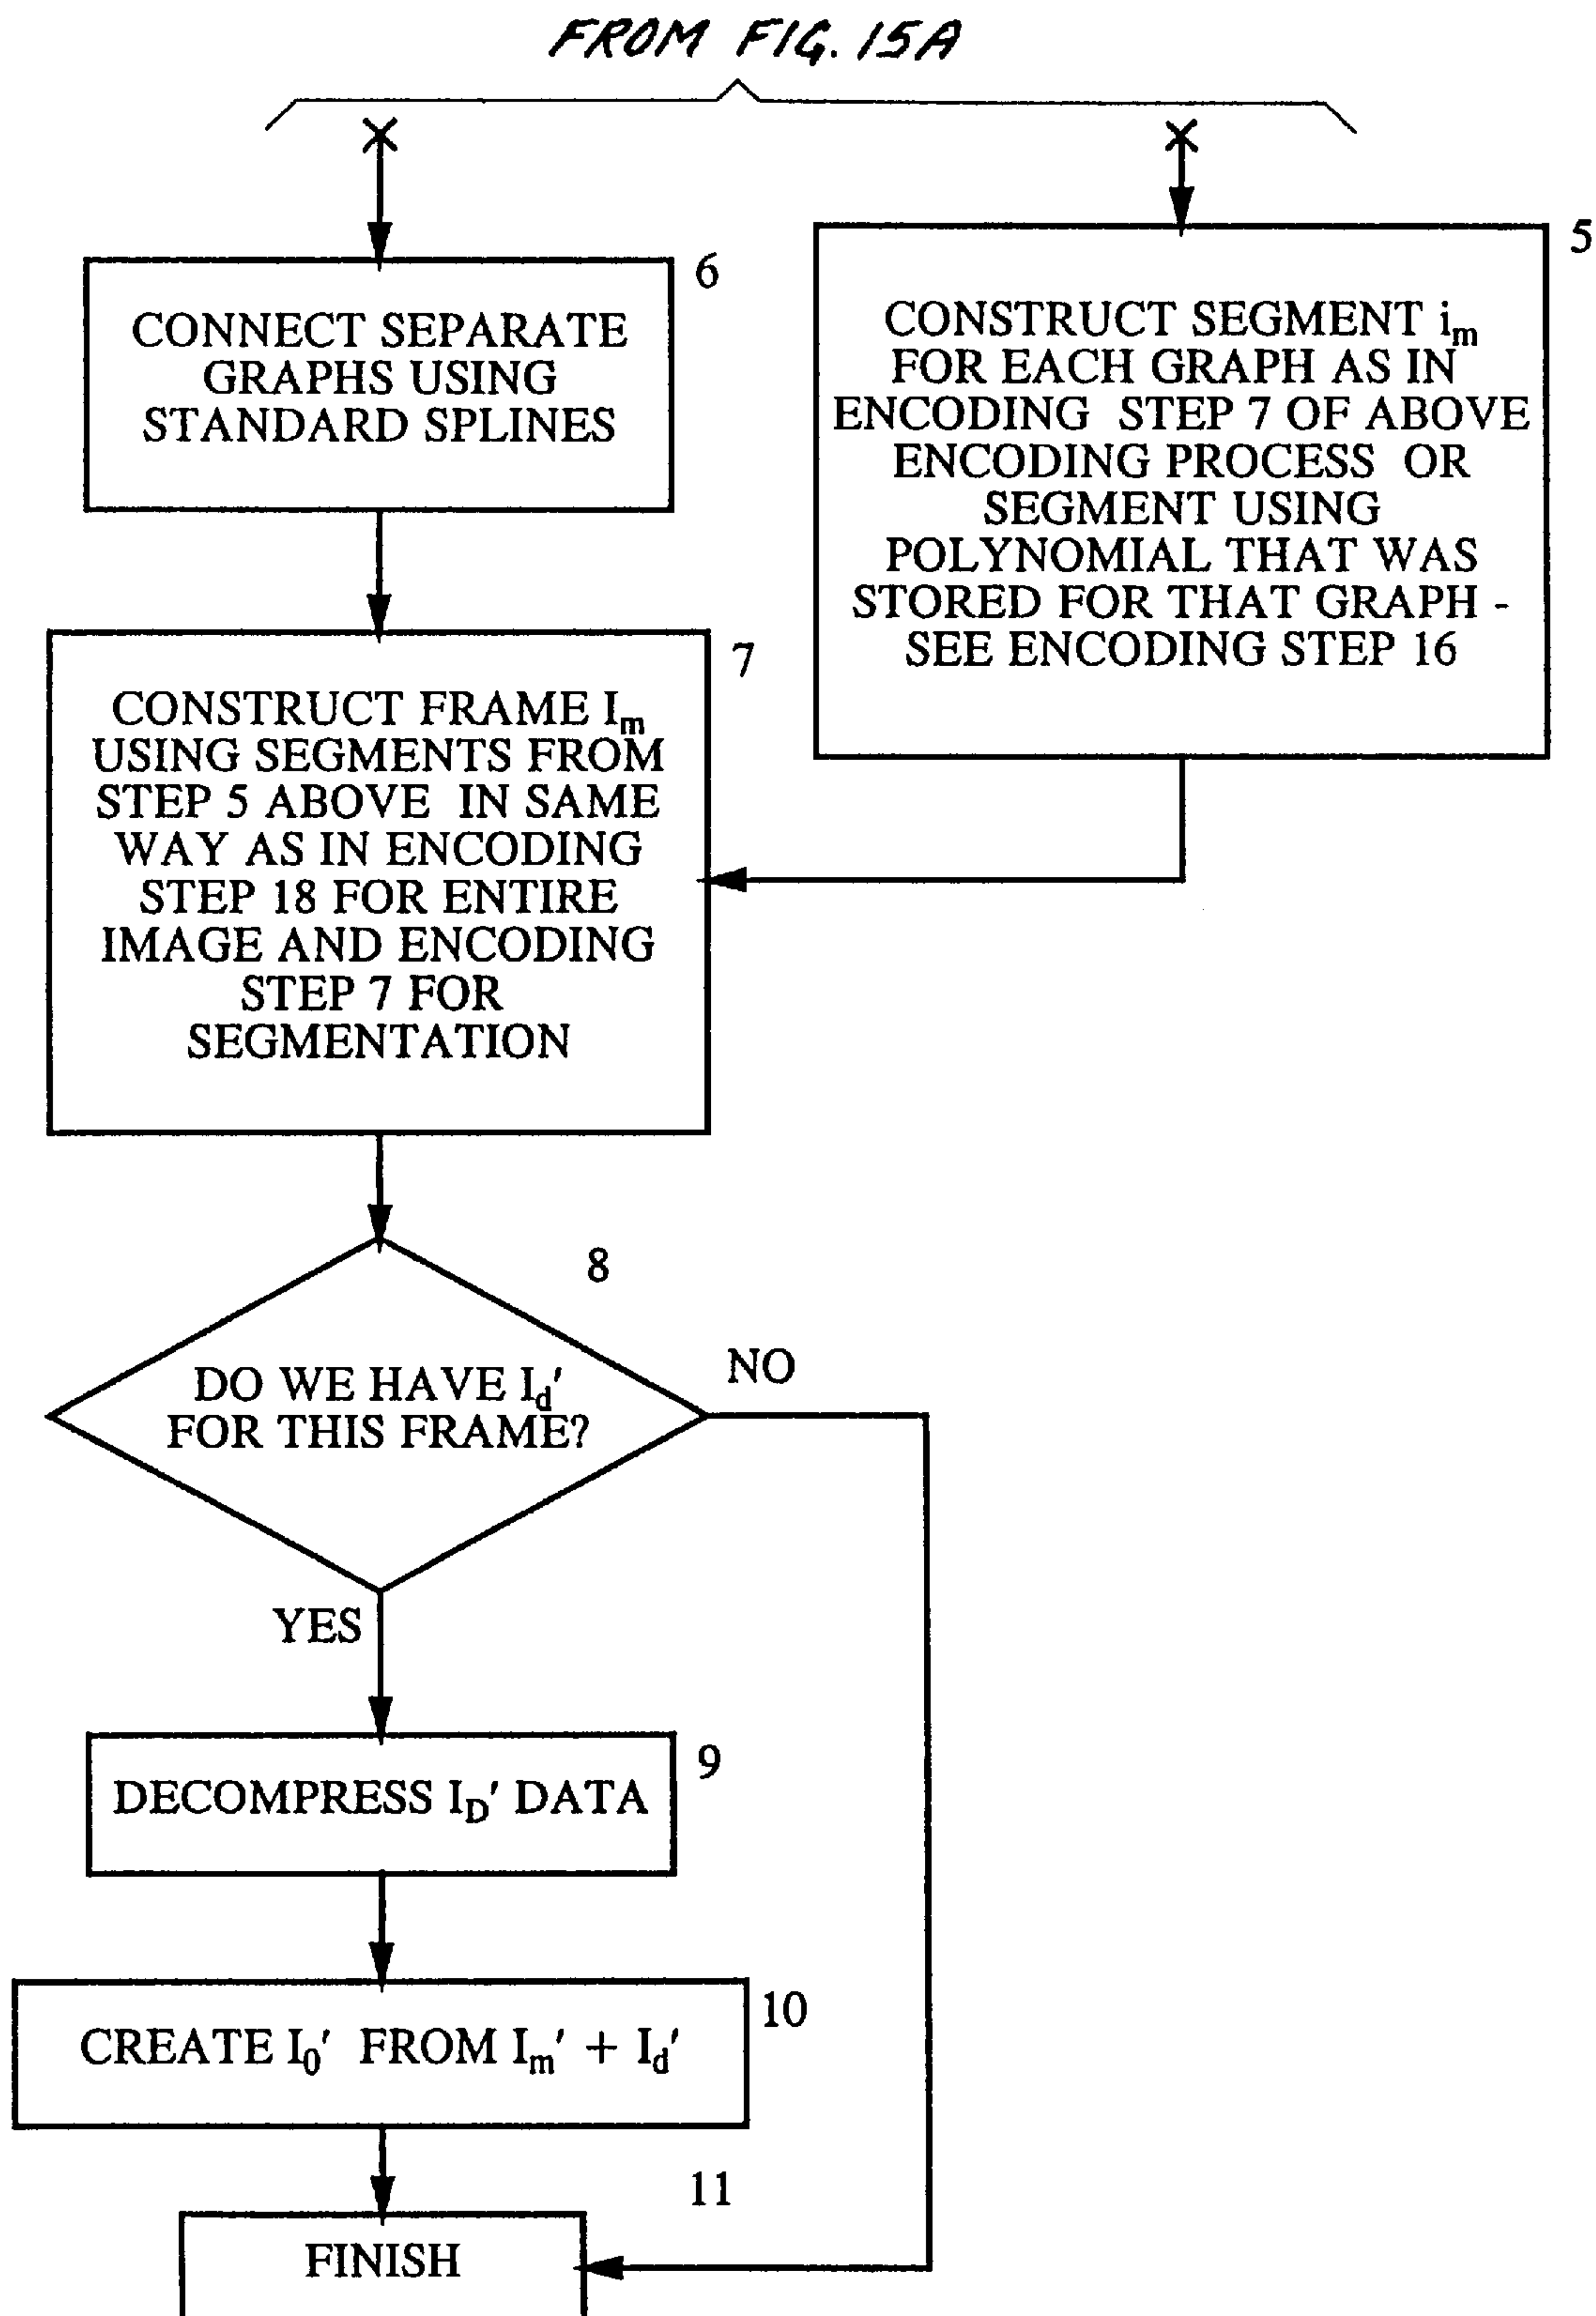 FROM FIG. 15A
6
CONNECT SEPARATE
GRAPHS USING
STANDARD SPLINES
5
CONSTRUCT SEGMENT iₘ
FOR EACH GRAPH AS IN
ENCODING STEP 7 OF ABOVE
ENCODING PROCESS OR
SEGMENT USING
POLYNOMIAL THAT WAS
STORED FOR THAT GRAPH -
SEE ENCODING STEP 16
7
CONSTRUCT FRAME Iₘ
USING SEGMENTS FROM
STEP 5 ABOVE IN SAME
WAY AS IN ENCODING
STEP 18 FOR ENTIRE
IMAGE AND ENCODING
STEP 7 FOR
SEGMENTATION
8
DO WE HAVE I_d'
FOR THIS FRAME?
NO
YES
9
DECOMPRESS I_D' DATA
10
CREATE I₀' FROM Iₘ' + I_d'
11
FINISH